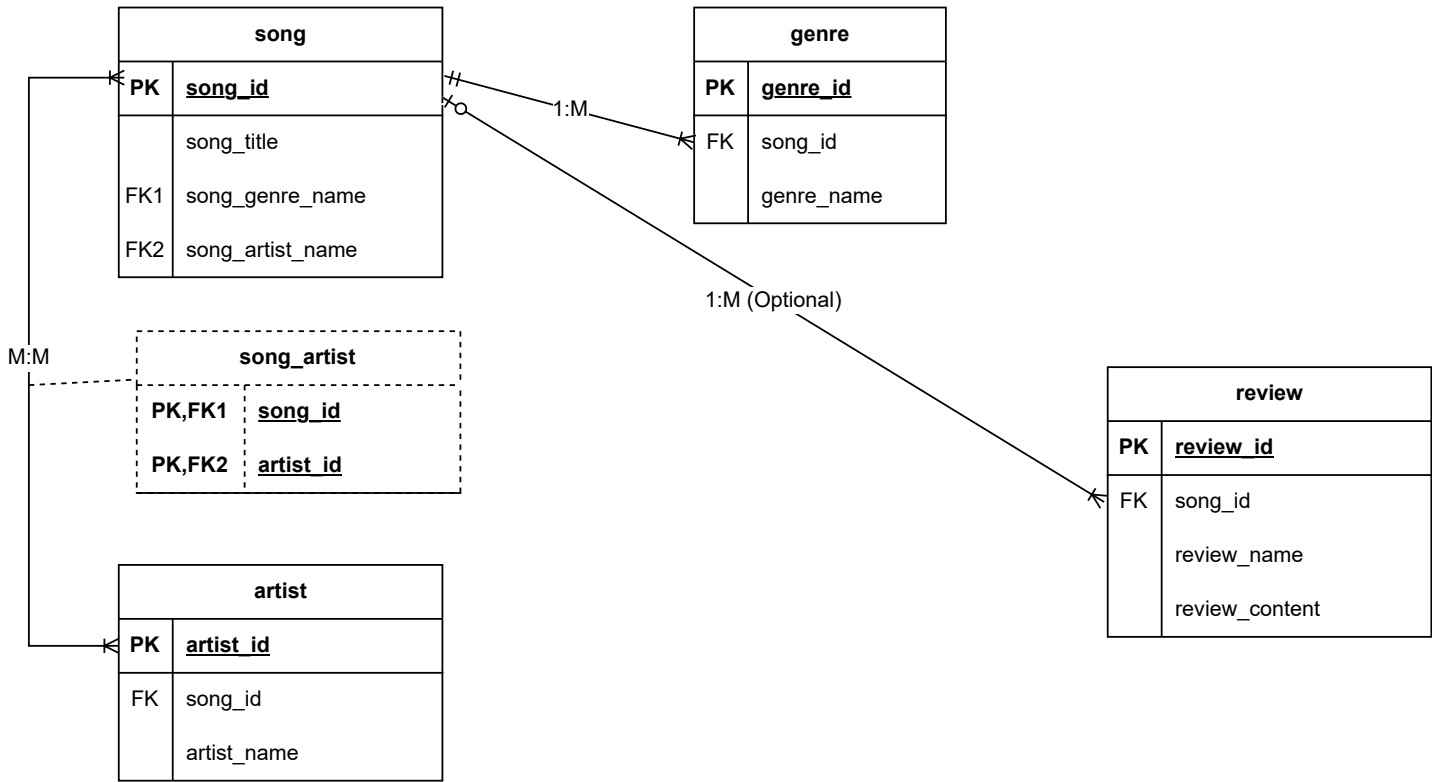 song
PK song_id
song_title
FK1 song_genre_name
FK2 song_artist_name
genre
PK genre_id
FK song_id
genre_name
1:M
1:M (Optional)
M:M
song_artist
PK,FK1 song_id
PK,FK2 artist_id
review
PK review_id
FK song_id
review_name
review_content
artist
PK artist_id
FK song_id
artist_name